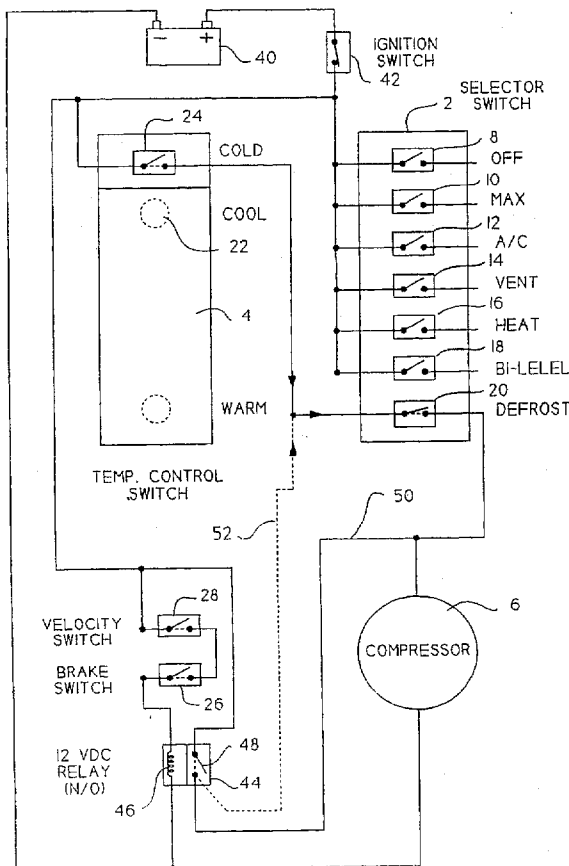 − +
40
IGNITION
SWITCH
42
SELECTOR
SWITCH
2
24
COLD
8
OFF
10
MAX
COOL
22
12
A/C
14
VENT
4
16
HEAT
18
BI-LELEL
20
DEFROST
WARM
TEMP. CONTROL
SWITCH
52
50
28
VELOCITY
SWITCH
6
COMPRESSOR
BRAKE
SWITCH
26
12 VDC
RELAY
(N/O)
48
44
46